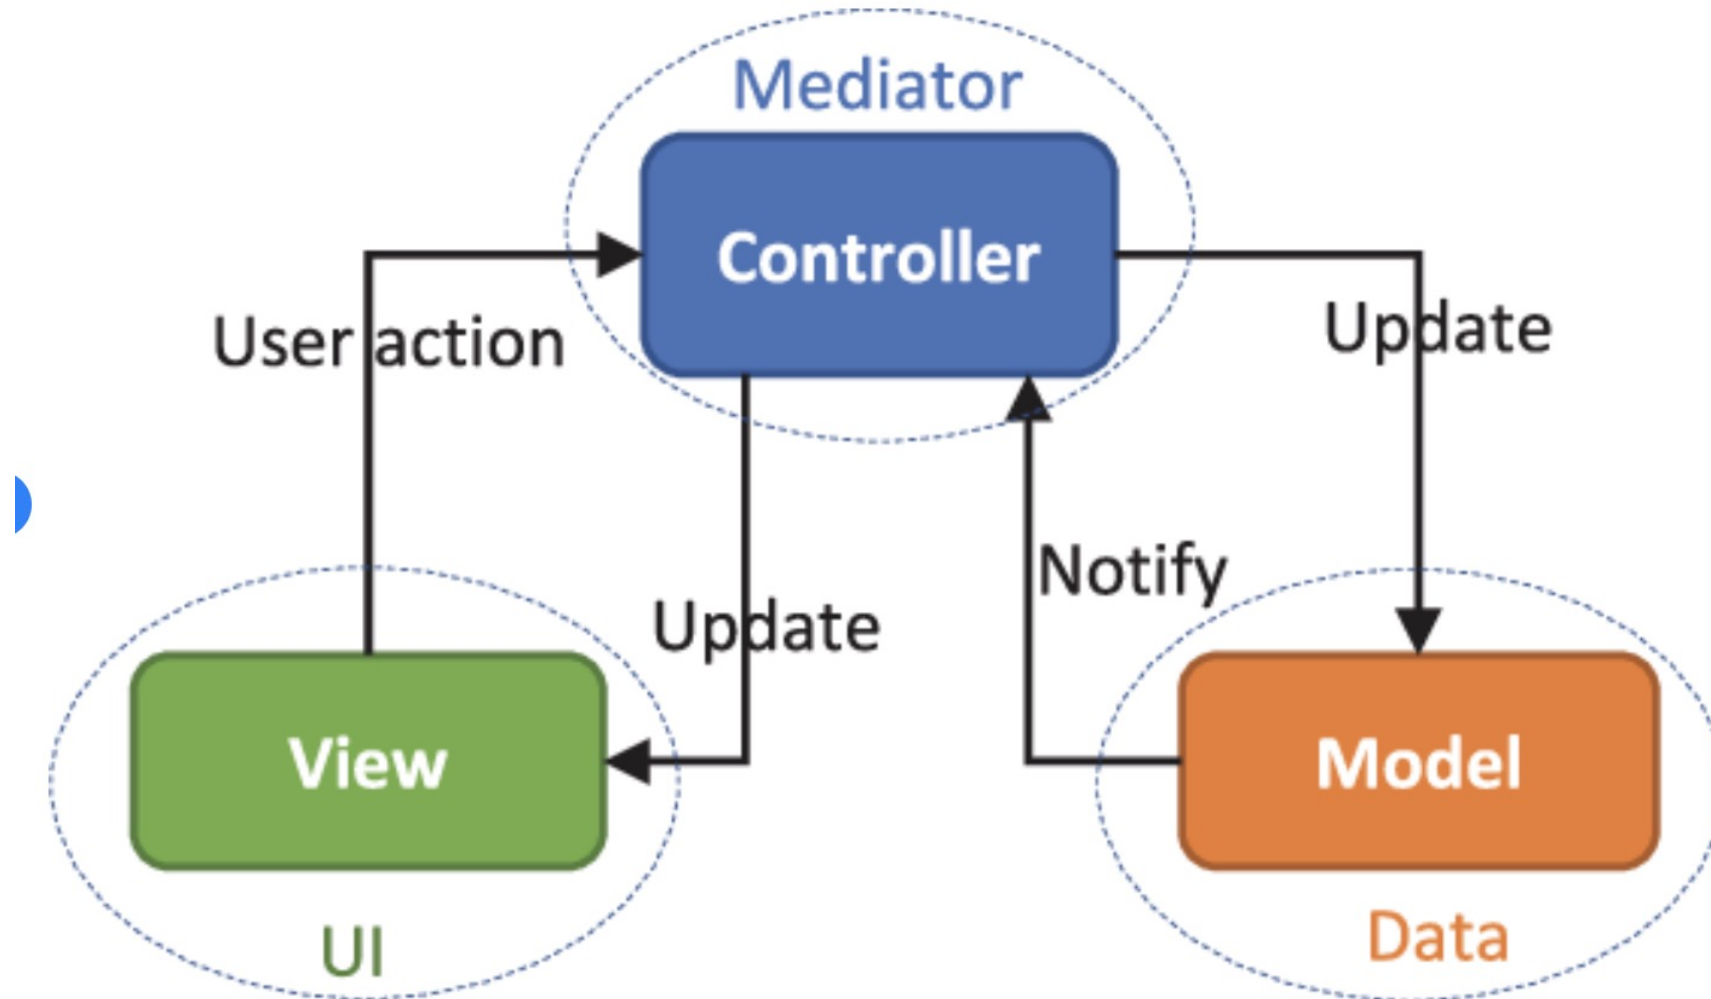 Mediator
Controller
User action
Update
Notify
Update
View
Model
UI
Data